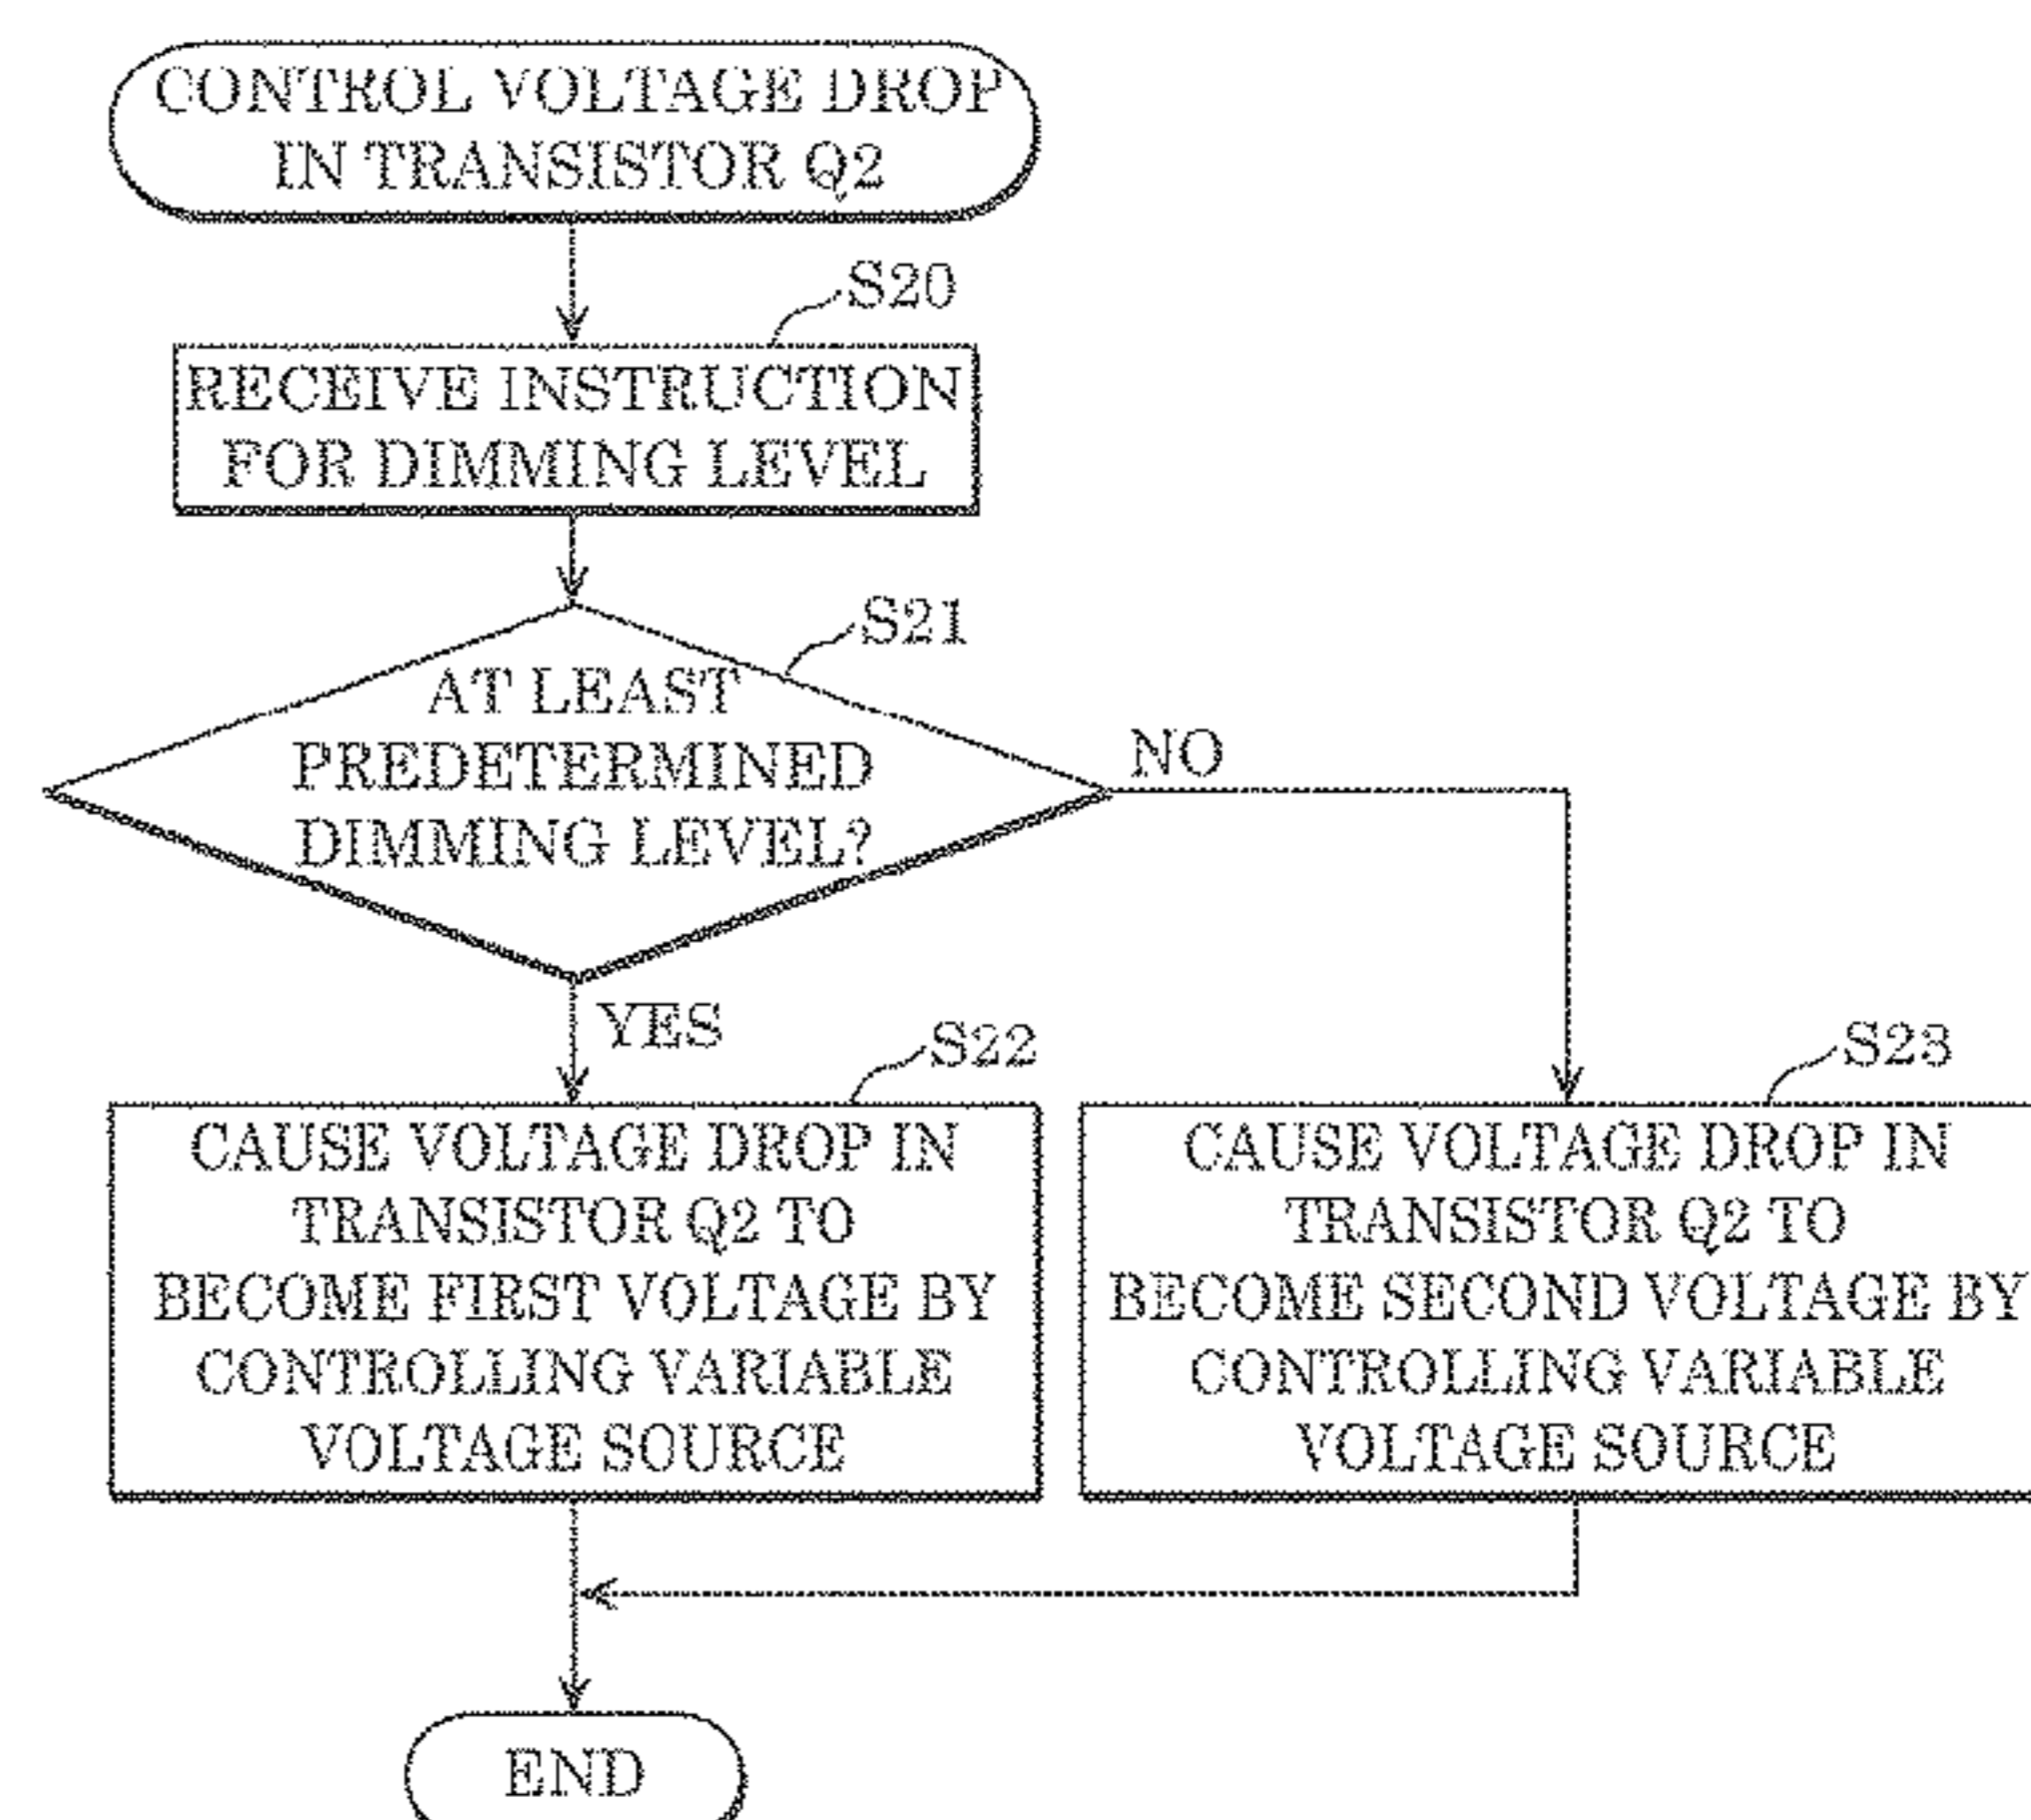 CONTROL VOLTAGE DROP
IN TRANSISTOR Q2
S20
RECEIVE INSTRUCTION
FOR DIMMING LEVEL
S21
AT LEAST
PREDETERMINED
DIMMING LEVEL?
NO
YES
S22
CAUSE VOLTAGE DROP IN
TRANSISTOR Q2 TO
BECOME FIRST VOLTAGE BY
CONTROLLING VARIABLE
VOLTAGE SOURCE
S23
CAUSE VOLTAGE DROP IN
TRANSISTOR Q2 TO
BECOME SECOND VOLTAGE BY
CONTROLLING VARIABLE
VOLTAGE SOURCE
END